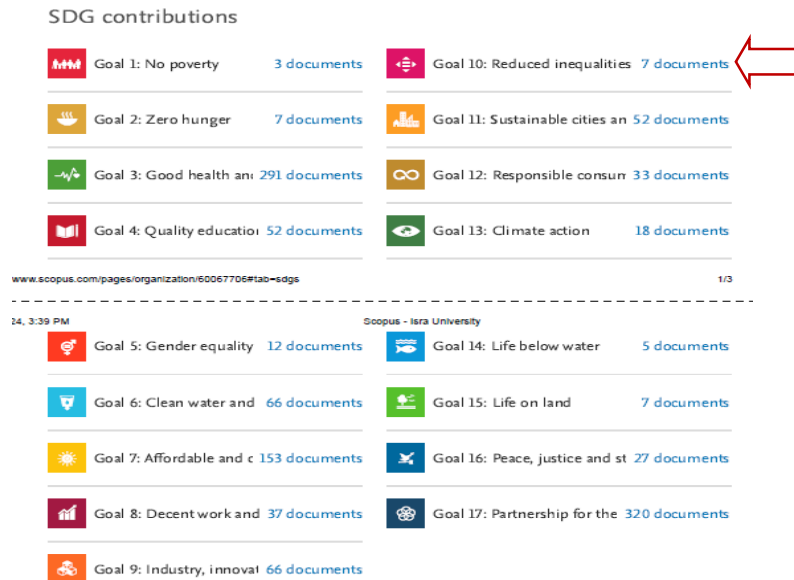 SDG contributions
Goal 1: No poverty 3 documents
Goal 10: Reduced inequalities 7 documents
Goal 2: Zero hunger 7 documents
Goal 11: Sustainable cities an 52 documents
Goal 3: Good health and 291 documents
Goal 12: Responsible consum 33 documents
Goal 4: Quality education 52 documents
Goal 13: Climate action 18 documents
www.scopus.com/pages/organization/60067706#tab=sdgs 1/3
24, 3:39 PM Scopus - Isra University
Goal 5: Gender equality 12 documents
Goal 14: Life below water 5 documents
Goal 6: Clean water and 66 documents
Goal 15: Life on land 7 documents
Goal 7: Affordable and c 153 documents
Goal 16: Peace, justice and st 27 documents
Goal 8: Decent work and 37 documents
Goal 17: Partnership for the 320 documents
Goal 9: Industry, innovat 66 documents